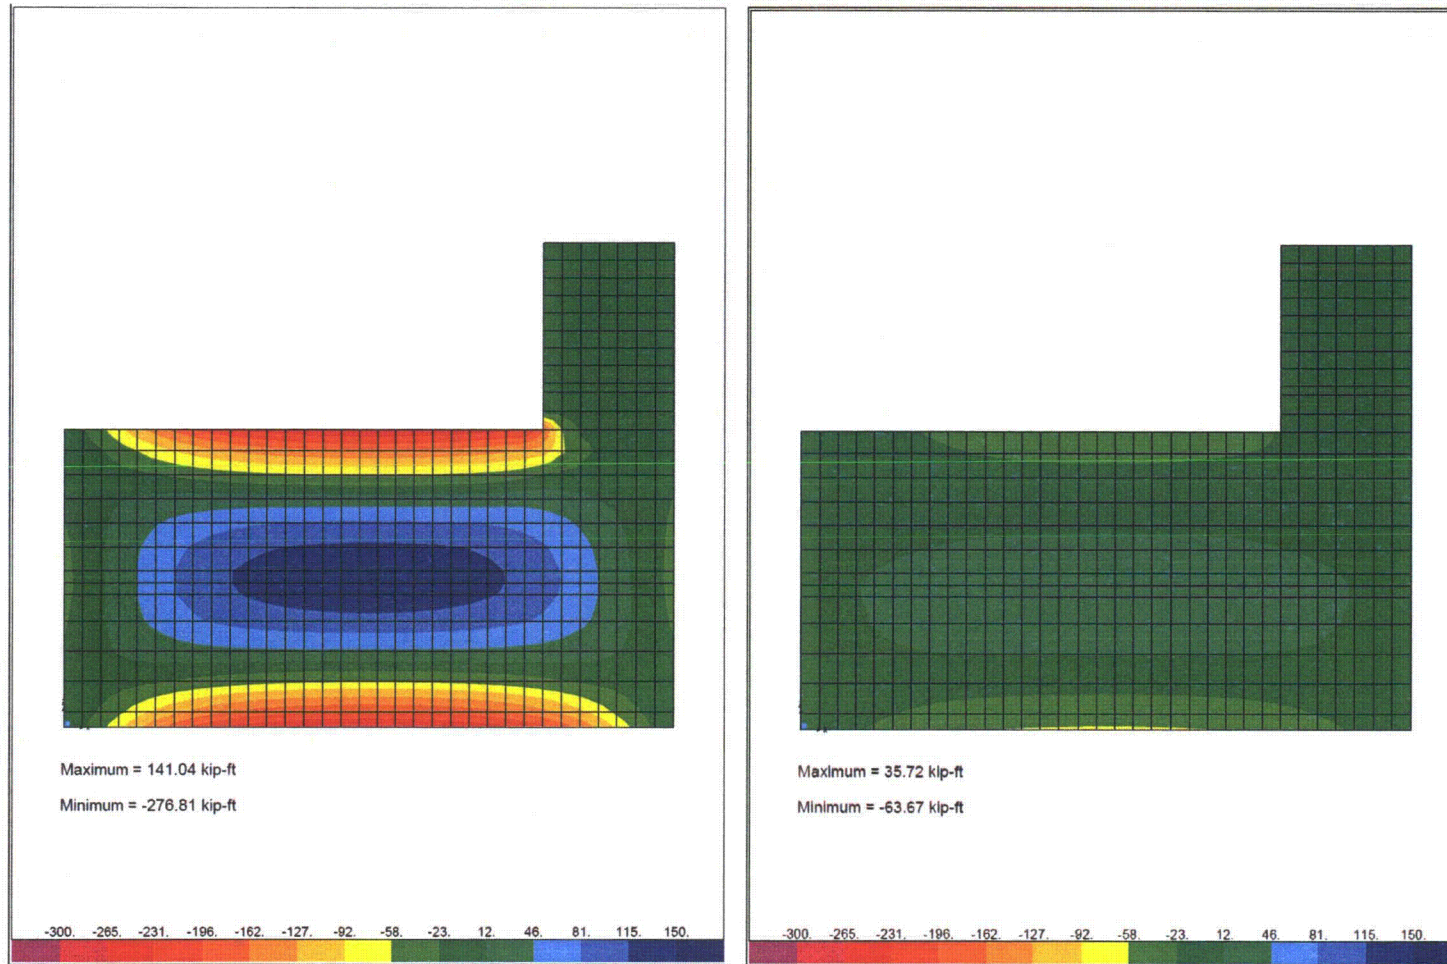 Maximum = 141.04 kip-ft
Minimum = -276.81 kip-ft
-300. -265. -231. -196. -162. -127. -92. -58. -23. 12. 46. 81. 115. 150.
Maximum = 35.72 kip-ft
Minimum = -63.67 kip-ft
-300. -265. -231. -196. -162. -127. -92. -58. -23. 12. 46. 81. 115. 150.